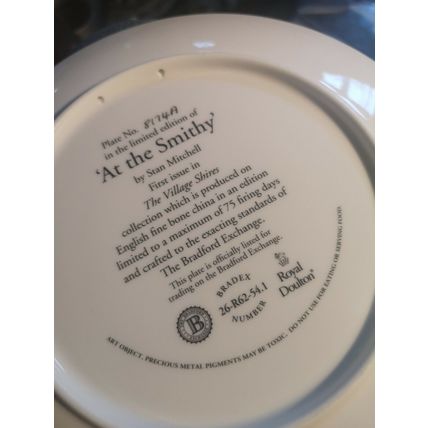 Plate No. 8174A
in the limited edition of
'At the Smithy'
by Stan Mitchell
First issue in
The Village Shires
collection which is produced on
English fine bone china in an edition
limited to a maximum of 75 firing days
and crafted to the exacting standards of
The Bradford Exchange.
This plate is officially listed for
trading on the Bradford Exchange.
BRADEX
26-R62-54.1
NUMBER
B
Royal
Doulton®
ART OBJECT. PRECIOUS METAL PIGMENTS MAY BE TOXIC. DO NOT USE FOR EATING OR SERVING FOOD